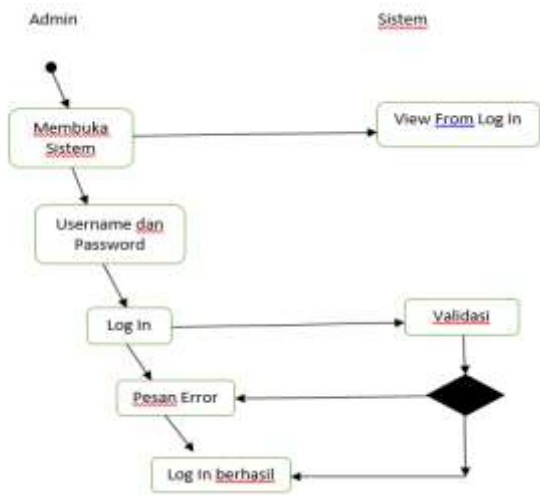 Admin
Sistem
Membuka
Sistem
View From Log In
Username dan
Password
Log In
Validasi
Pesan Error
Log In berhasil